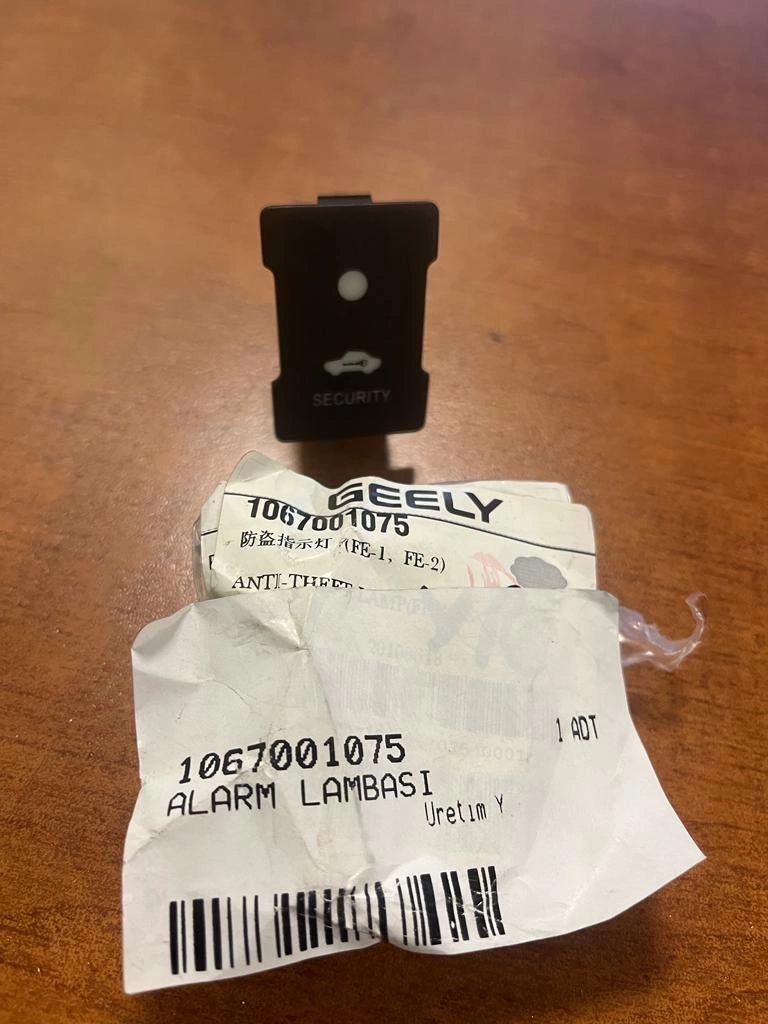 SECURITY
GEELY
1067001075
防盗指示灯 (FE-1, FE-2)
ANTI-THEFT
1067001075
1 ADT
ALARM LAMBASI
Uretim Y